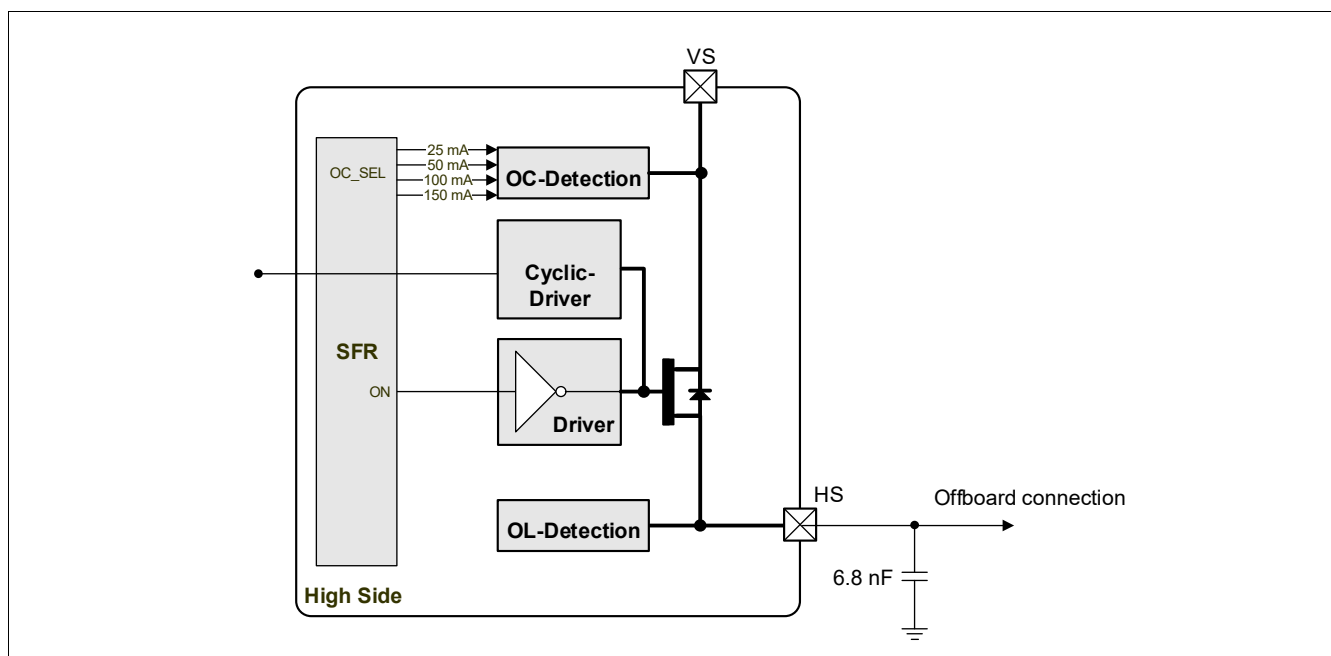 VS
25 mA
50 mA
OC_SEL
100 mA
150 mA
OC-Detection
Cyclic-
Driver
SFR
ON
Driver
HS
Offboard connection
OL-Detection
6.8 nF
High Side